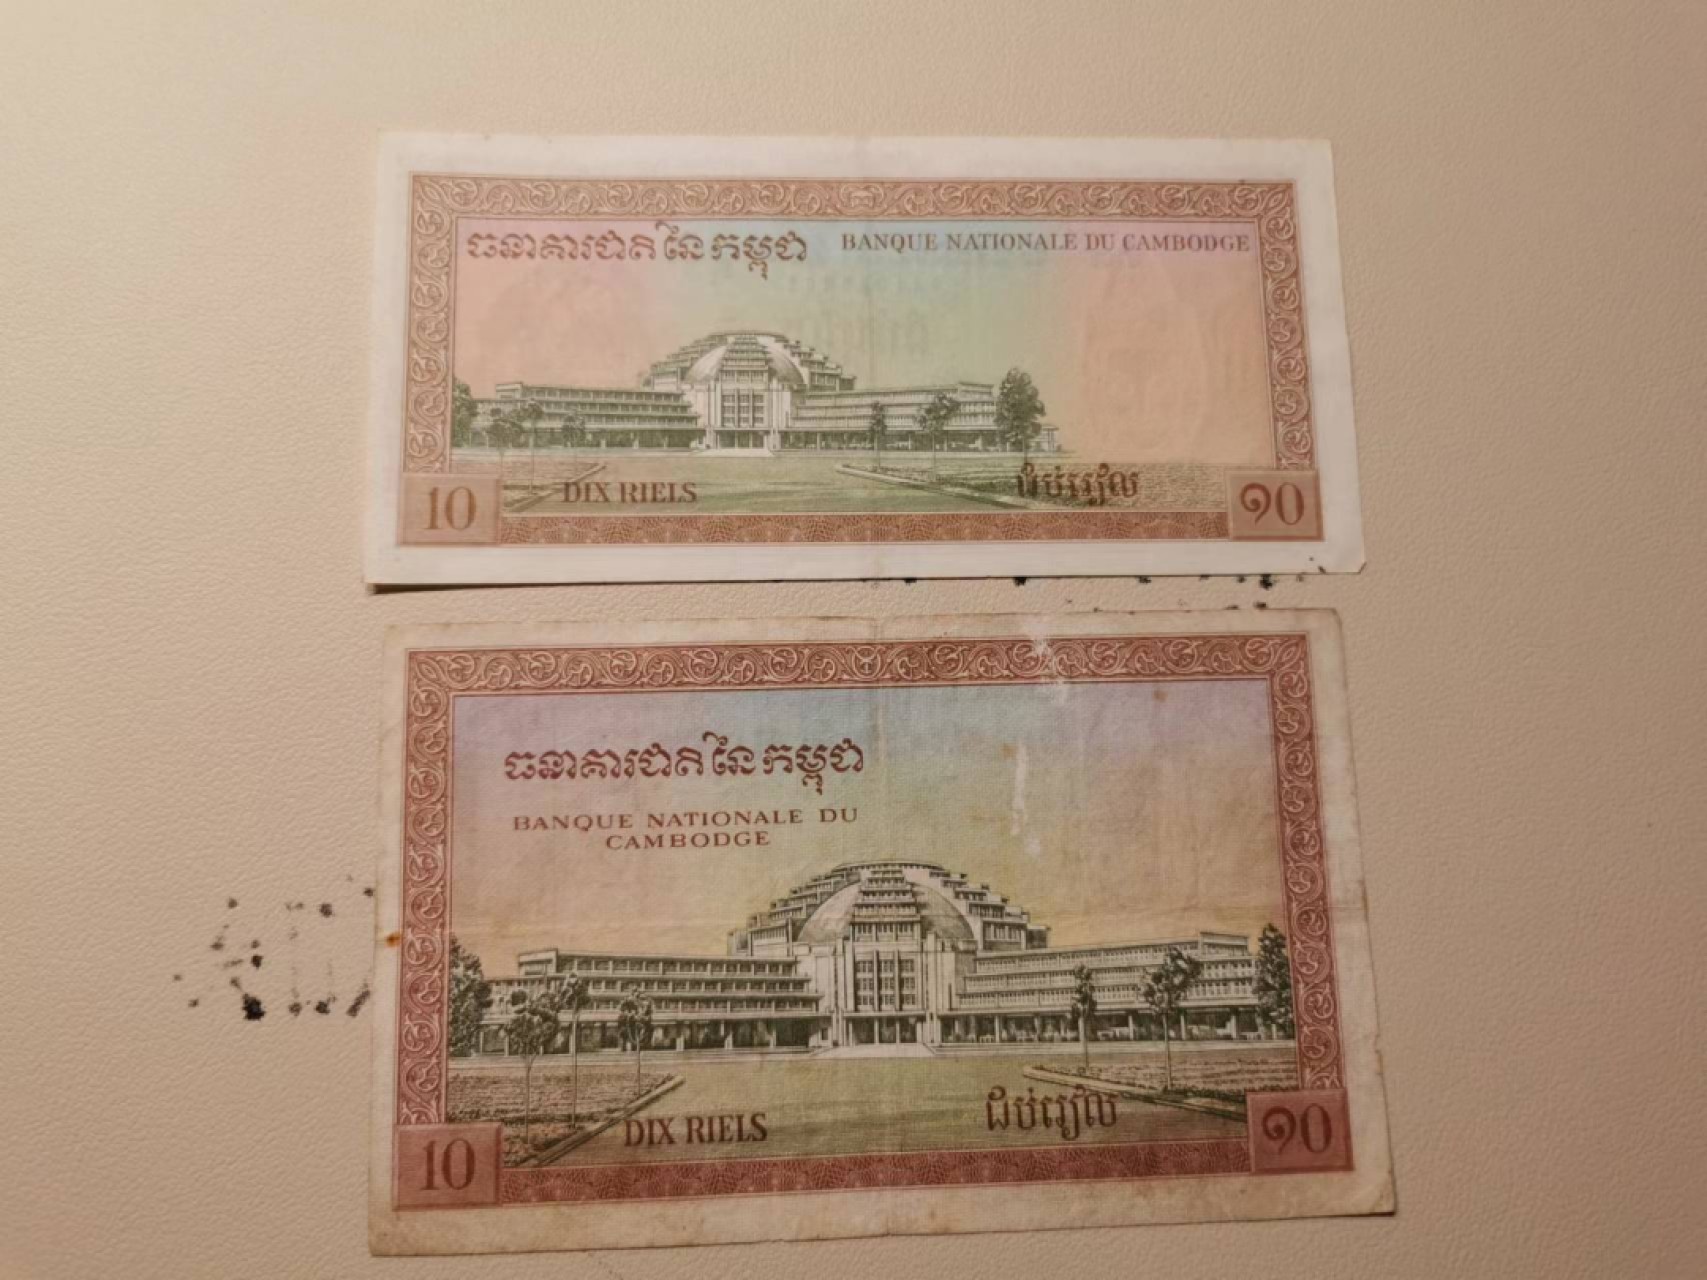 ធនាគារជាតិនៃកម្ពុជា BANQUE NATIONALE DU CAMBODGE
DIX RIELS ដប់រៀល
10 ១០
ធនាគារជាតិនៃកម្ពុជា
BANQUE NATIONALE DU
CAMBODGE
DIX RIELS ដប់រៀល
10 ១០